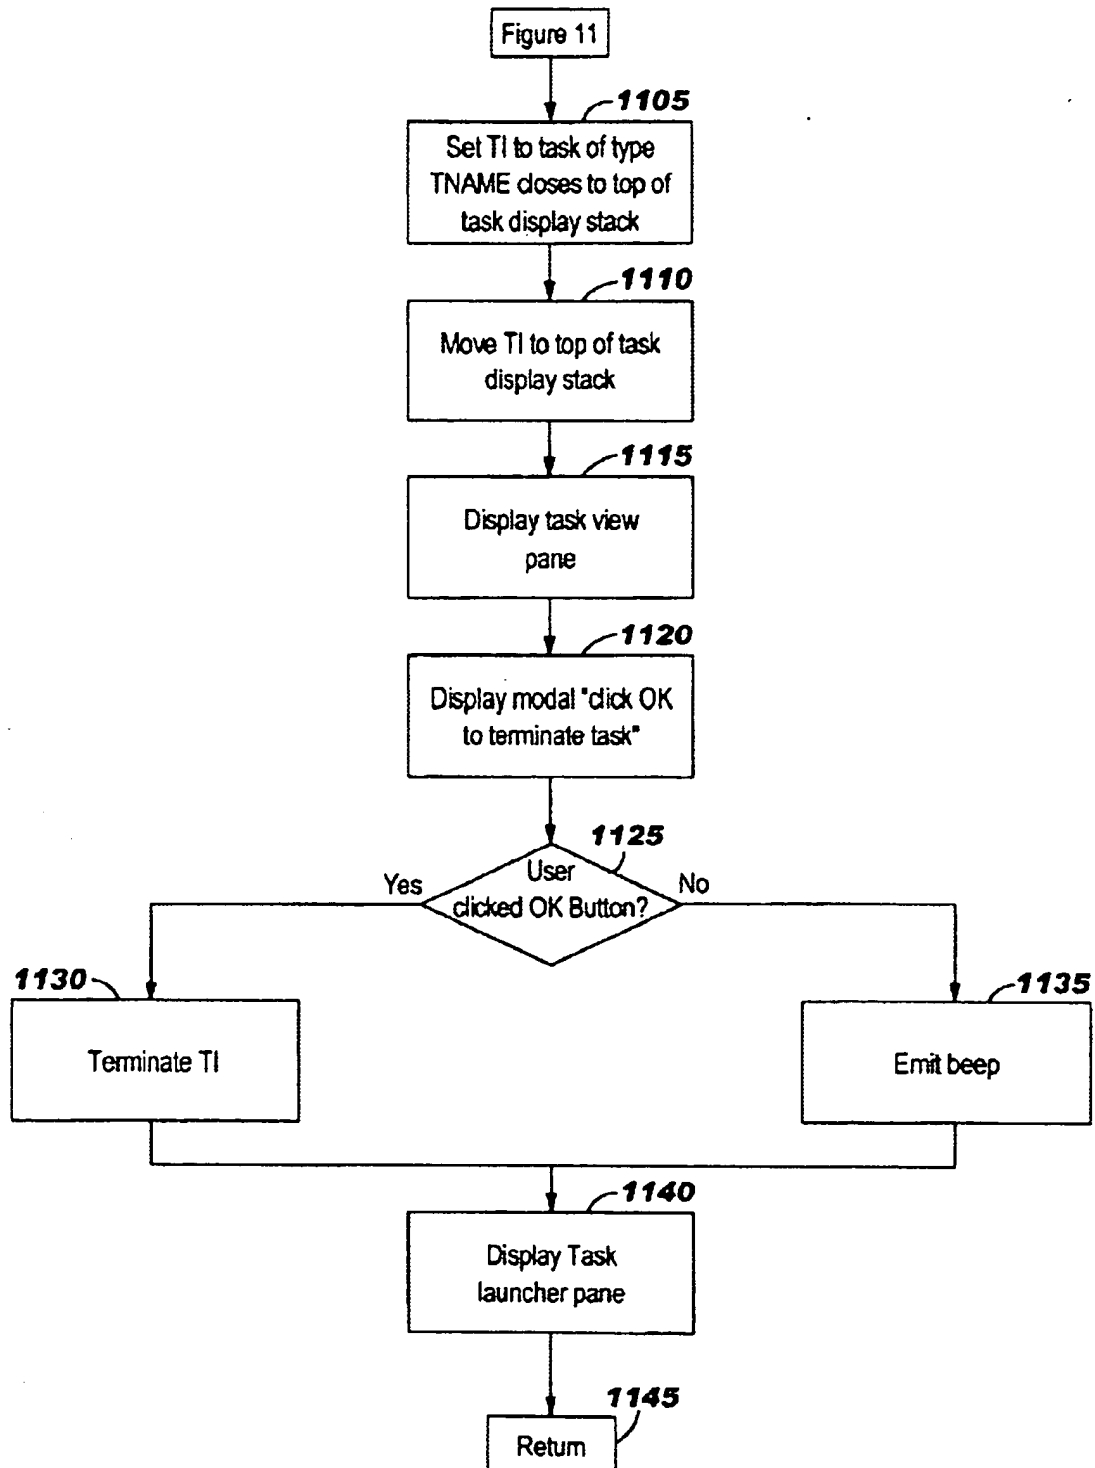 Figure 11
1105
Set TI to task of type
TNAME closes to top of
task display stack
1110
Move TI to top of task
display stack
1115
Display task view
pane
1120
Display modal "click OK
to terminate task"
1125
User
clicked OK Button?
Yes
No
1130
Terminate TI
1135
Emit beep
1140
Display Task
launcher pane
1145
Return